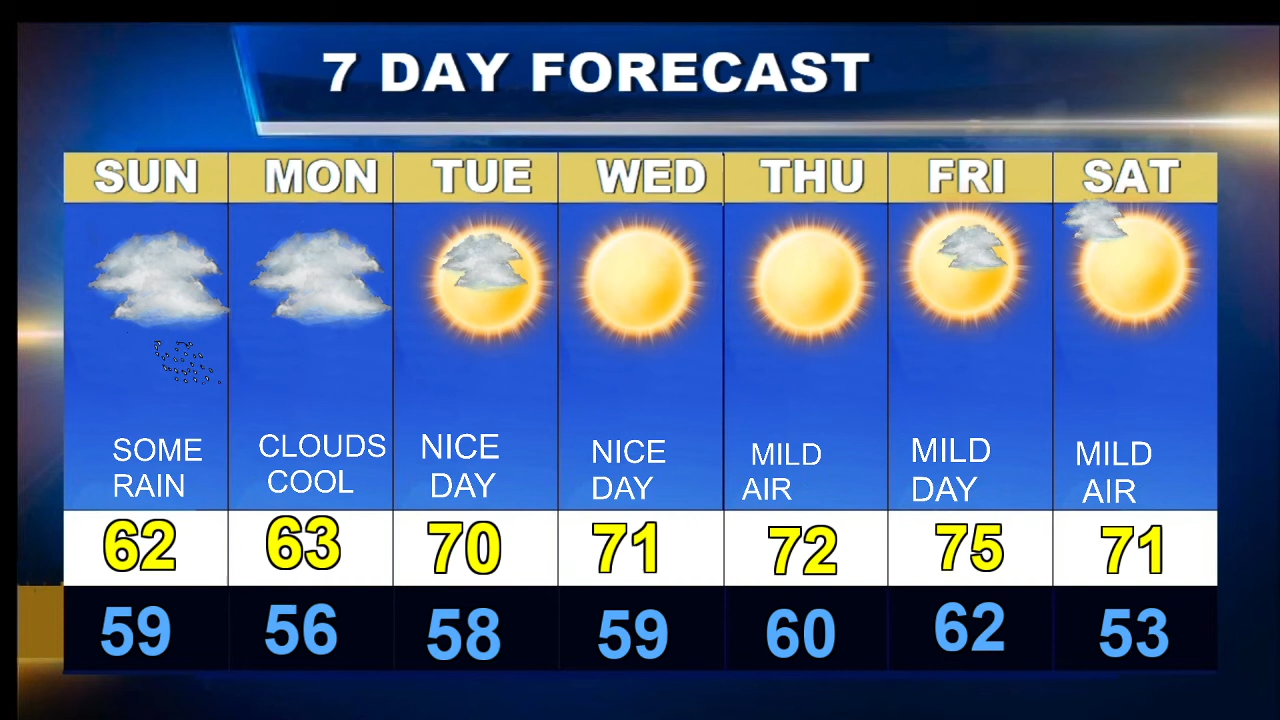 7 DAY FORECAST
SUN MON TUE WED THU FRI SAT
SOME
RAIN
CLOUDS
COOL
NICE
DAY
NICE
DAY
MILD
AIR
MILD
DAY
MILD
AIR
62 63 70 71 72 75 71
59 56 58 59 60 62 53